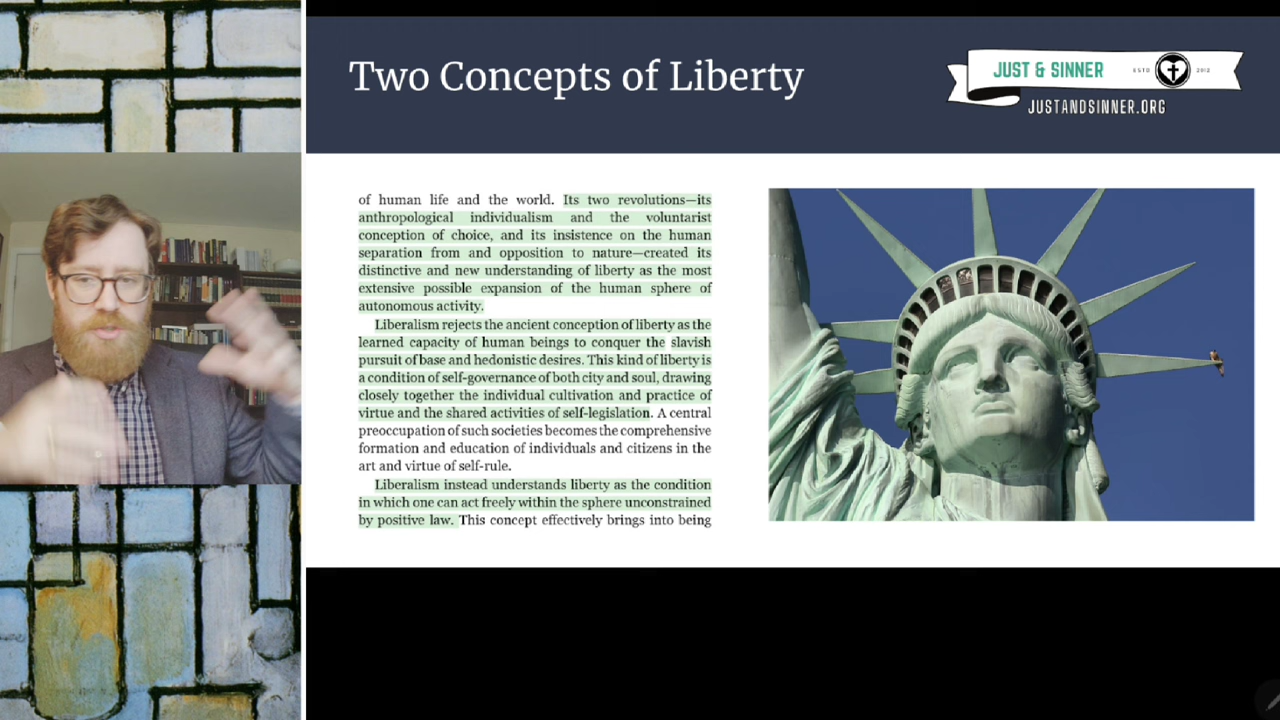 Two Concepts of Liberty
JUST & SINNER
ESTD
2012
JUSTANDSINNER.ORG
of human life and the world. Its two revolutions—its
anthropological individualism and the voluntarist
conception of choice, and its insistence on the human
separation from and opposition to nature—created its
distinctive and new understanding of liberty as the most
extensive possible expansion of the human sphere of
autonomous activity.
Liberalism rejects the ancient conception of liberty as the
learned capacity of human beings to conquer the slavish
pursuit of base and hedonistic desires. This kind of liberty is
a condition of self-governance of both city and soul, drawing
closely together the individual cultivation and practice of
virtue and the shared activities of self-legislation. A central
preoccupation of such societies becomes the comprehensive
formation and education of individuals and citizens in the
art and virtue of self-rule.
Liberalism instead understands liberty as the condition
in which one can act freely within the sphere unconstrained
by positive law. This concept effectively brings into being